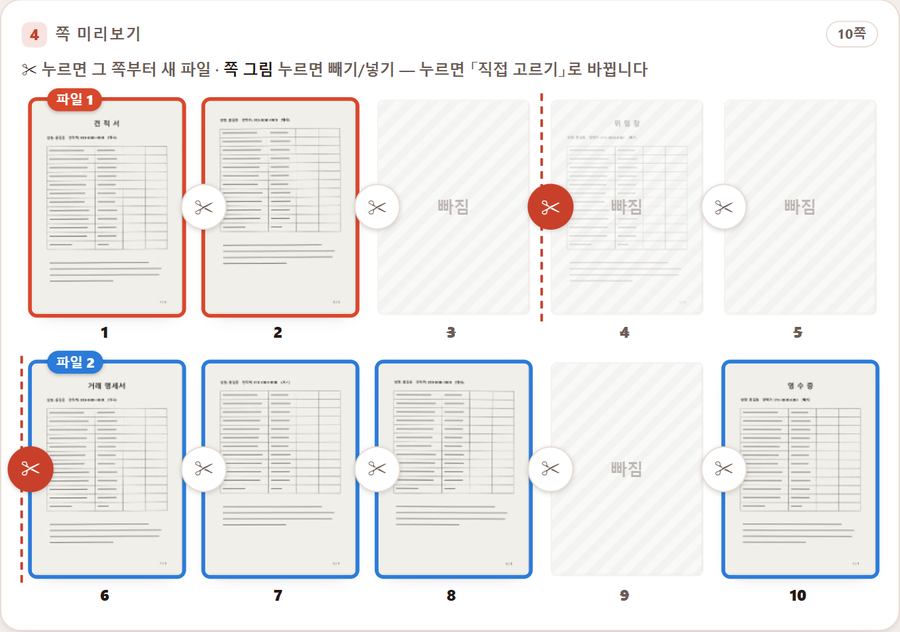 4 쪽 미리보기
10쪽
✂ 누르면 그 쪽부터 새 파일 · 쪽 그림 누르면 빼기/넣기 — 누르면 「직접 고르기」로 바뀝니다
파일 1
견 적 서
빠짐
위 임 장
빠짐
빠짐
1
2
3
4
5
파일 2
거래 명세서
빠짐
영 수 증
6
7
8
9
10